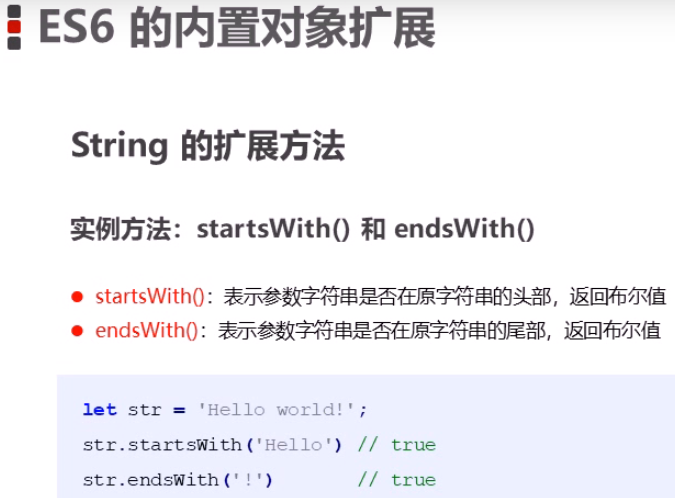 ES6 的内置对象扩展
String 的扩展方法
实例方法：startsWith() 和 endsWith()
startsWith()：表示参数字符串是否在原字符串的头部，返回布尔值
endsWith()：表示参数字符串是否在原字符串的尾部，返回布尔值
let str = 'Hello world!';
str.startsWith('Hello') // true
str.endsWith('!')       // true